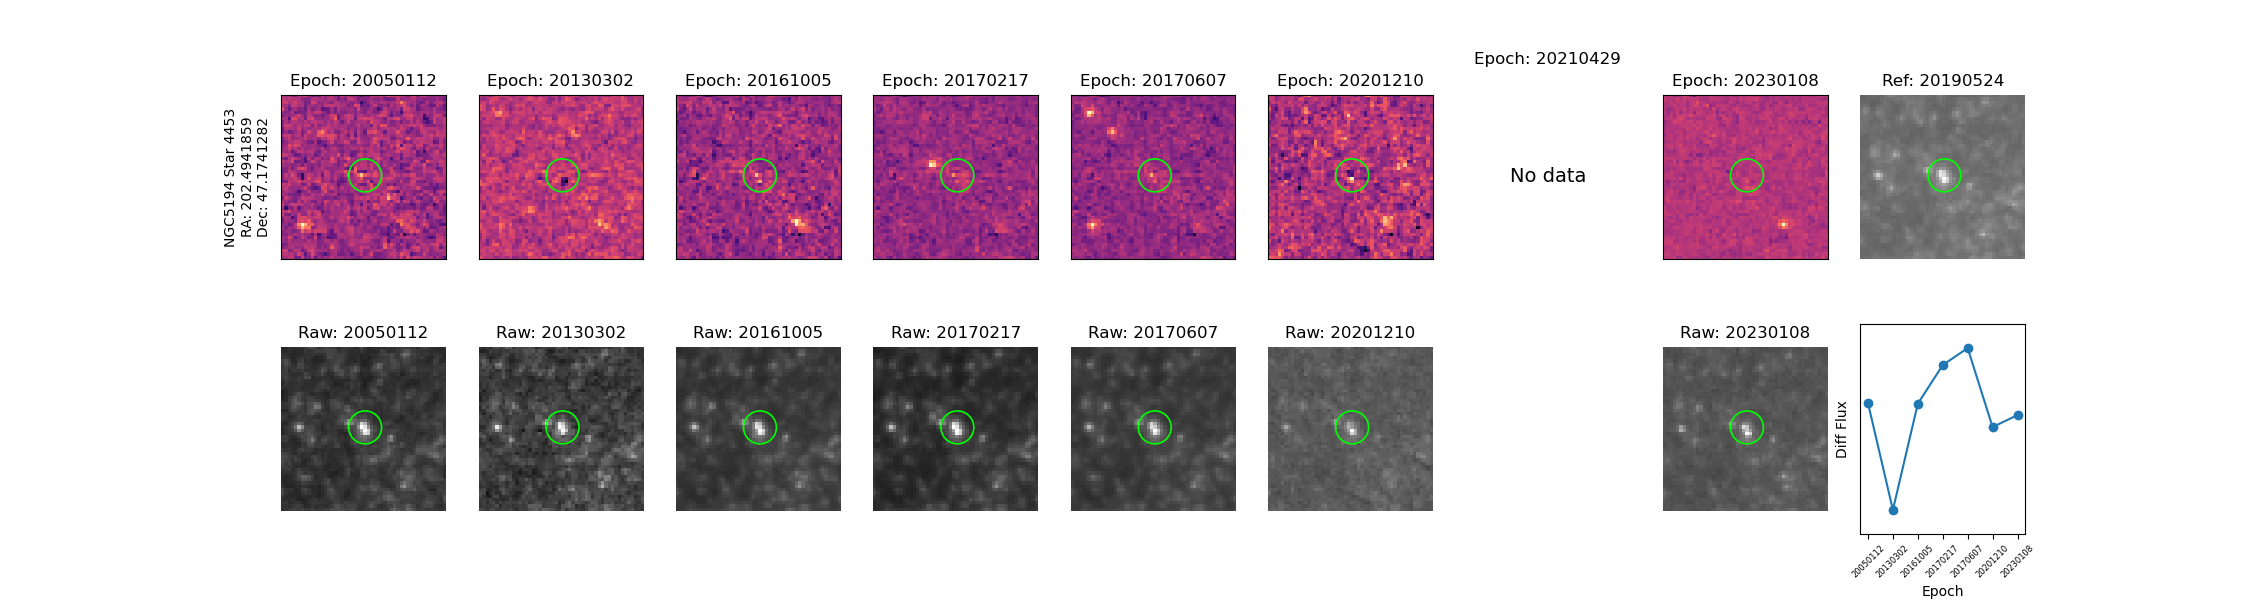 NGC5194 Star 4453
RA: 202.4941859
Dec: 47.1741282
Epoch: 20050112
Epoch: 20130302
Epoch: 20161005
Epoch: 20170217
Epoch: 20170607
Epoch: 20201210
Epoch: 20210429
Epoch: 20230108
Ref: 20190524
No data
Raw: 20050112
Raw: 20130302
Raw: 20161005
Raw: 20170217
Raw: 20170607
Raw: 20201210
Raw: 20230108
Diff Flux
20050112
20130302
20161005
20170217
20170607
20201210
20230108
Epoch